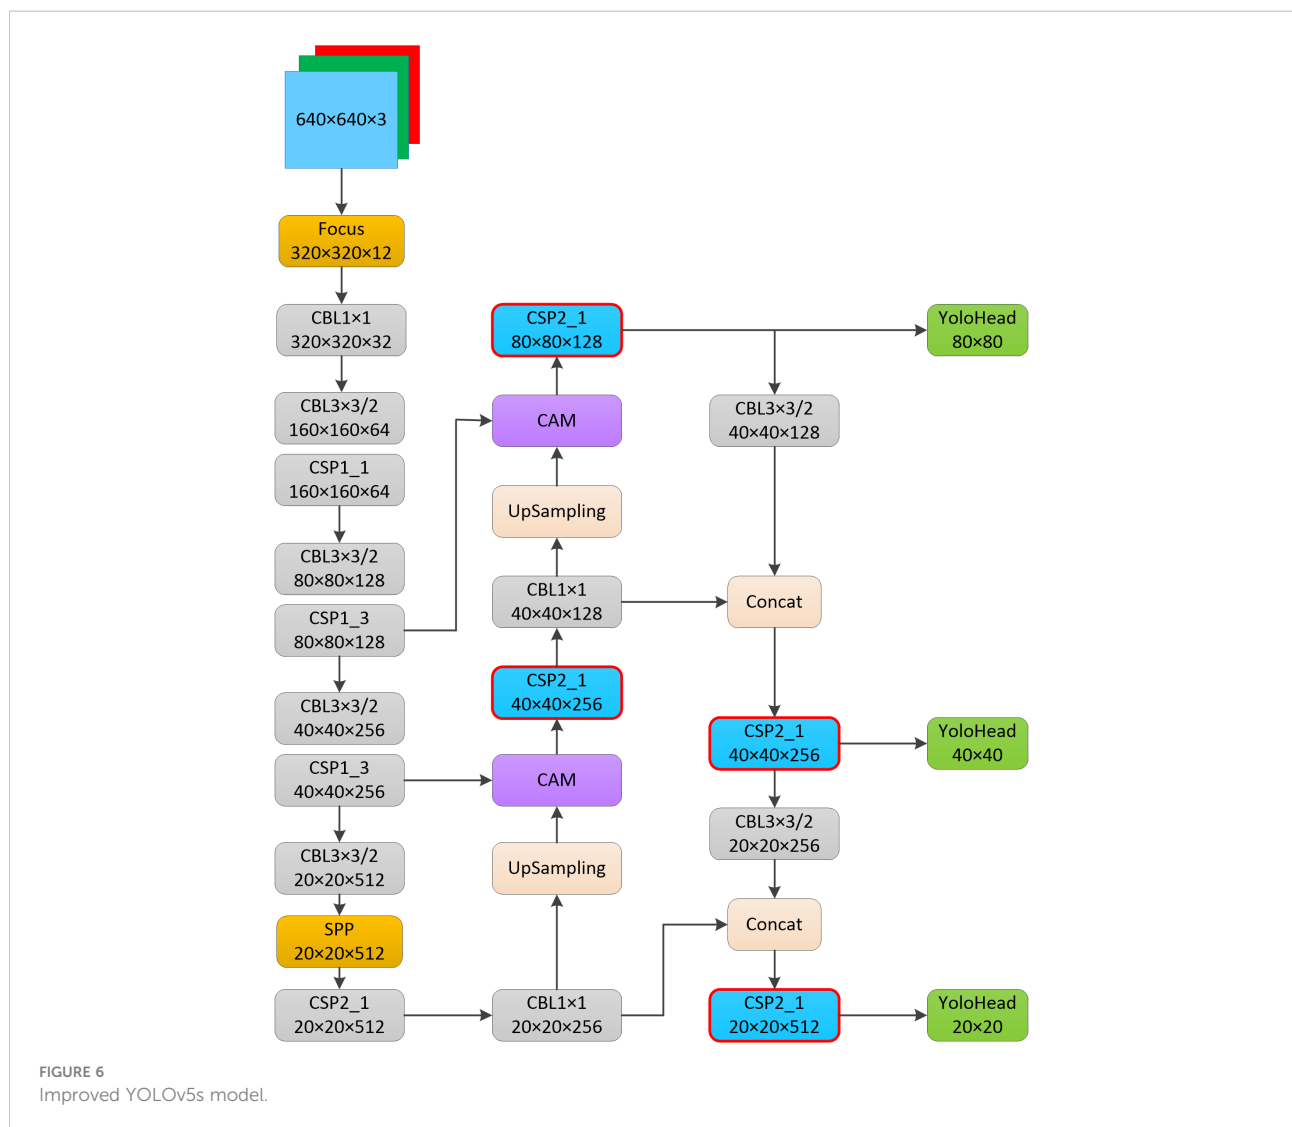 640×640×3
Focus
320×320×12
CBL1×1
320×320×32
CBL3×3/2
160×160×64
CSP1_1
160×160×64
CBL3×3/2
80×80×128
CSP1_3
80×80×128
CBL3×3/2
40×40×256
CSP1_3
40×40×256
CBL3×3/2
20×20×512
SPP
20×20×512
CSP2_1
20×20×512
CSP2_1
80×80×128
CAM
UpSampling
CBL1×1
40×40×128
CSP2_1
40×40×256
CAM
UpSampling
CBL1×1
20×20×256
CBL3×3/2
40×40×128
Concat
CSP2_1
40×40×256
CBL3×3/2
20×20×256
Concat
CSP2_1
20×20×512
YoloHead
80×80
YoloHead
40×40
YoloHead
20×20
FIGURE 6
Improved YOLOv5s model.